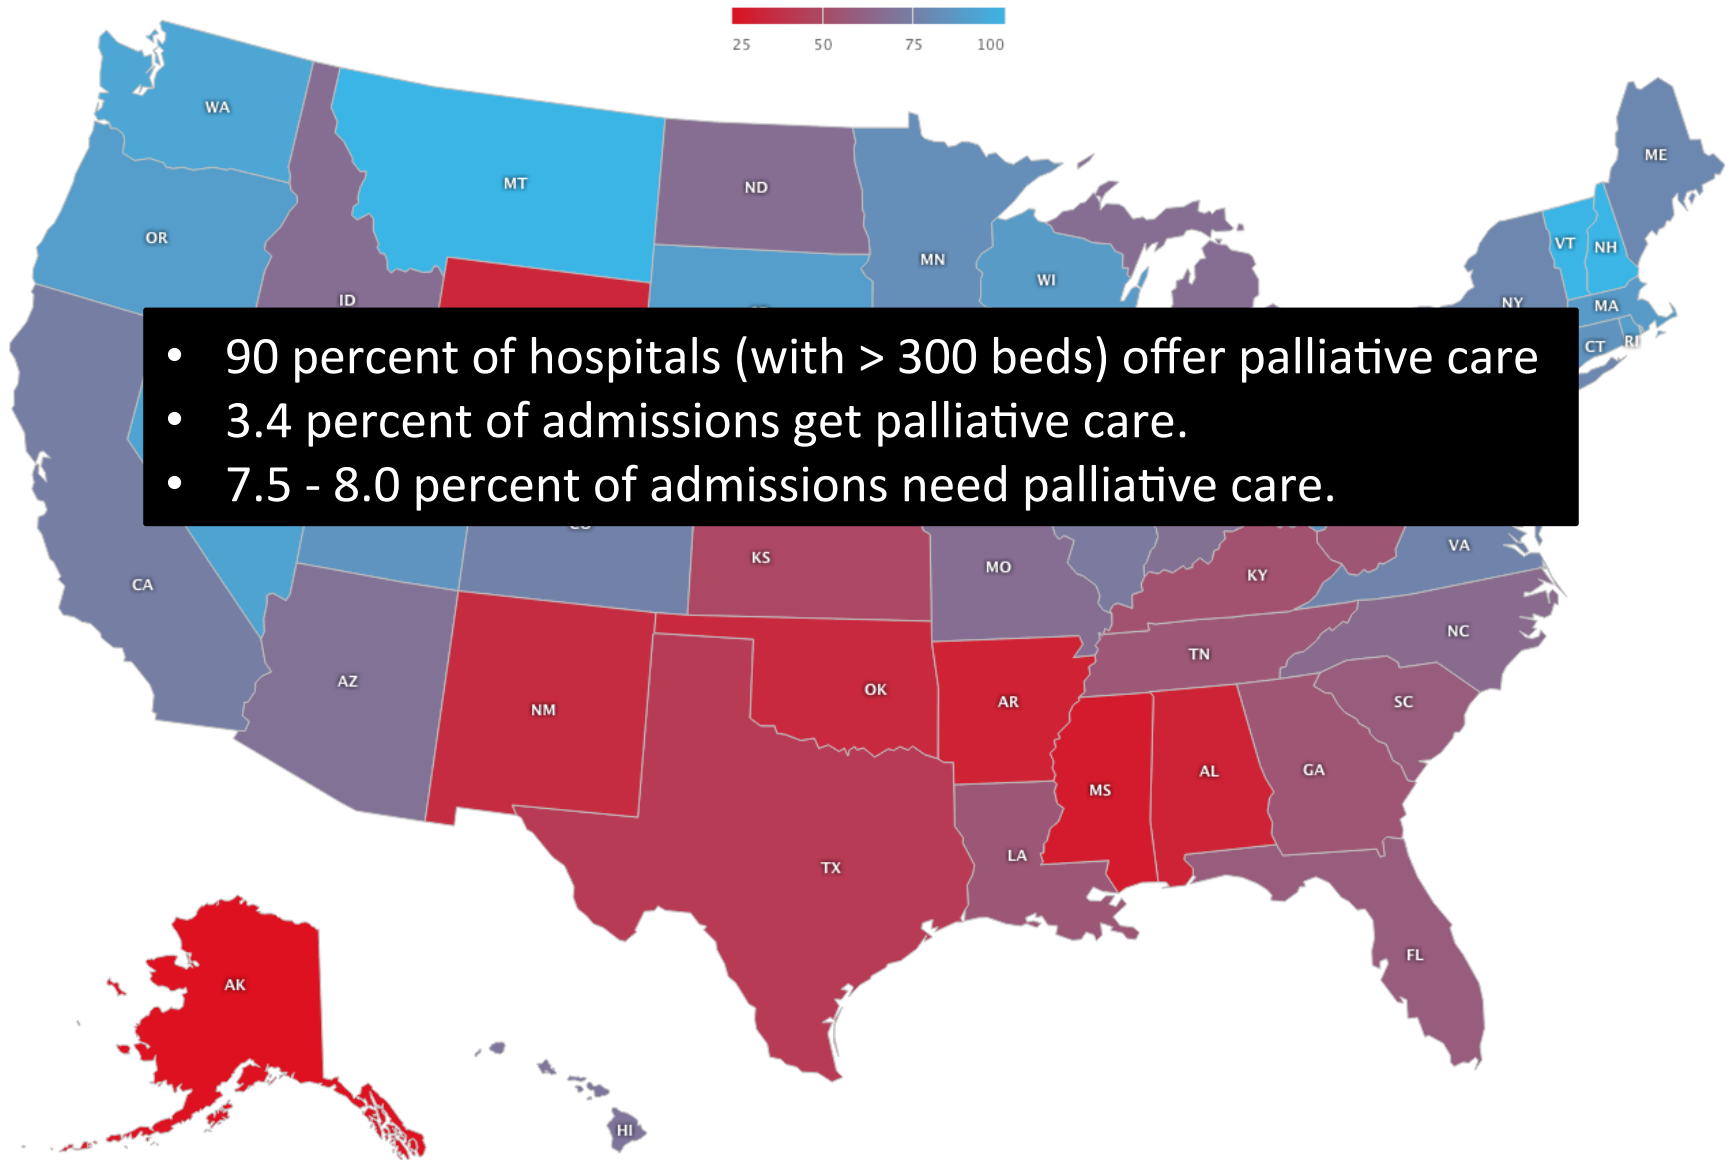 25 50 75 100
WA
ME
MT
ND
OR
VT
NH
MN
WI
ID
NY
MA
CT
RI
• 90 percent of hospitals (with > 300 beds) offer palliative care
• 3.4 percent of admissions get palliative care.
• 7.5 - 8.0 percent of admissions need palliative care.
VA
KS
MO
KY
CA
NC
TN
AZ
OK
AR
SC
NM
GA
AL
MS
LA
TX
FL
AK
HI